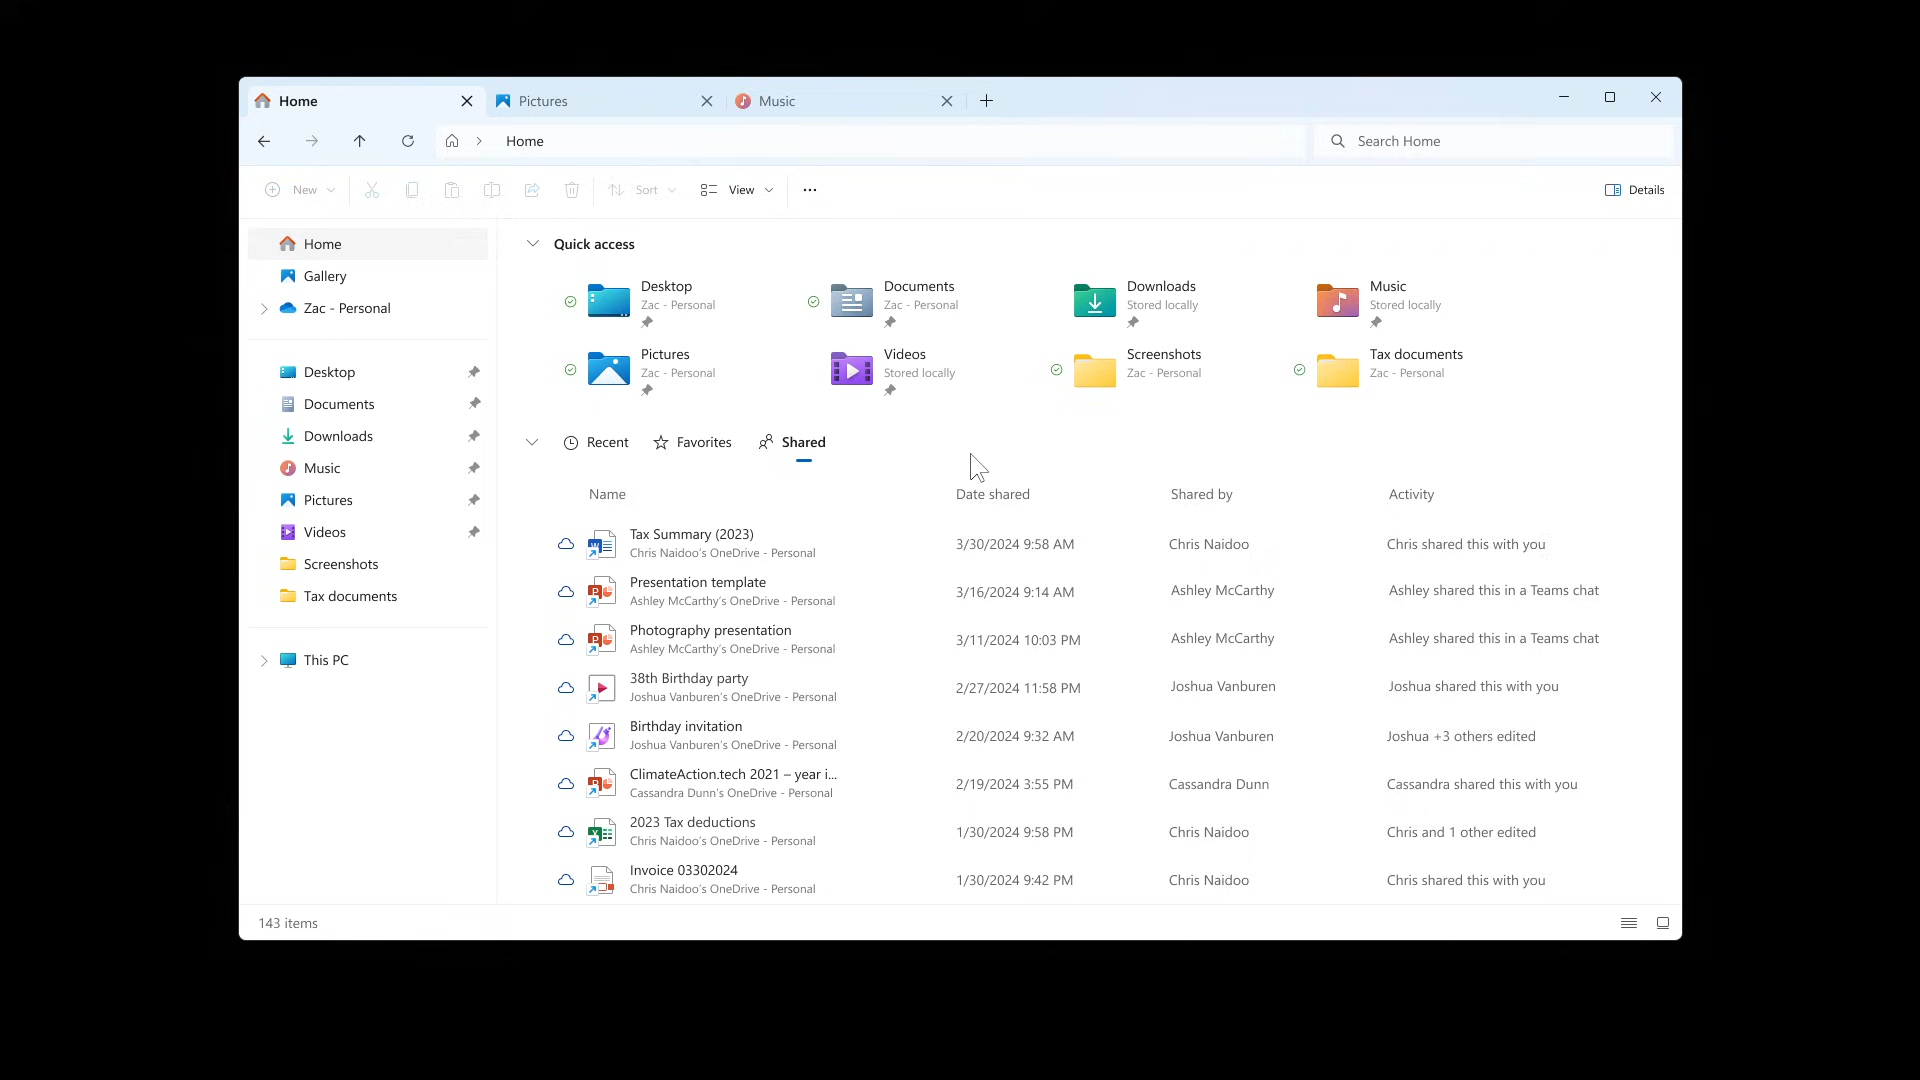 Home
Pictures
Music
Home
Search Home
New
Sort
View
Details
Home
Gallery
Zac - Personal
Desktop
Documents
Downloads
Music
Pictures
Videos
Screenshots
Tax documents
This PC
Quick access
Desktop
Zac - Personal
Documents
Zac - Personal
Downloads
Stored locally
Music
Stored locally
Pictures
Zac - Personal
Videos
Stored locally
Screenshots
Zac - Personal
Tax documents
Zac - Personal
Recent Favorites Shared
Name Date shared Shared by Activity
Tax Summary (2023)
Chris Naidoo's OneDrive - Personal
3/30/2024 9:58 AM Chris Naidoo Chris shared this with you
Presentation template
Ashley McCarthy's OneDrive - Personal
3/16/2024 9:14 AM Ashley McCarthy Ashley shared this in a Teams chat
Photography presentation
Ashley McCarthy's OneDrive - Personal
3/11/2024 10:03 PM Ashley McCarthy Ashley shared this in a Teams chat
38th Birthday party
Joshua Vanburen's OneDrive - Personal
2/27/2024 11:58 PM Joshua Vanburen Joshua shared this with you
Birthday invitation
Joshua Vanburen's OneDrive - Personal
2/20/2024 9:32 AM Joshua Vanburen Joshua +3 others edited
ClimateAction.tech 2021 – year i...
Cassandra Dunn's OneDrive - Personal
2/19/2024 3:55 PM Cassandra Dunn Cassandra shared this with you
2023 Tax deductions
Chris Naidoo's OneDrive - Personal
1/30/2024 9:58 PM Chris Naidoo Chris and 1 other edited
Invoice 03302024
Chris Naidoo's OneDrive - Personal
1/30/2024 9:42 PM Chris Naidoo Chris shared this with you
143 items